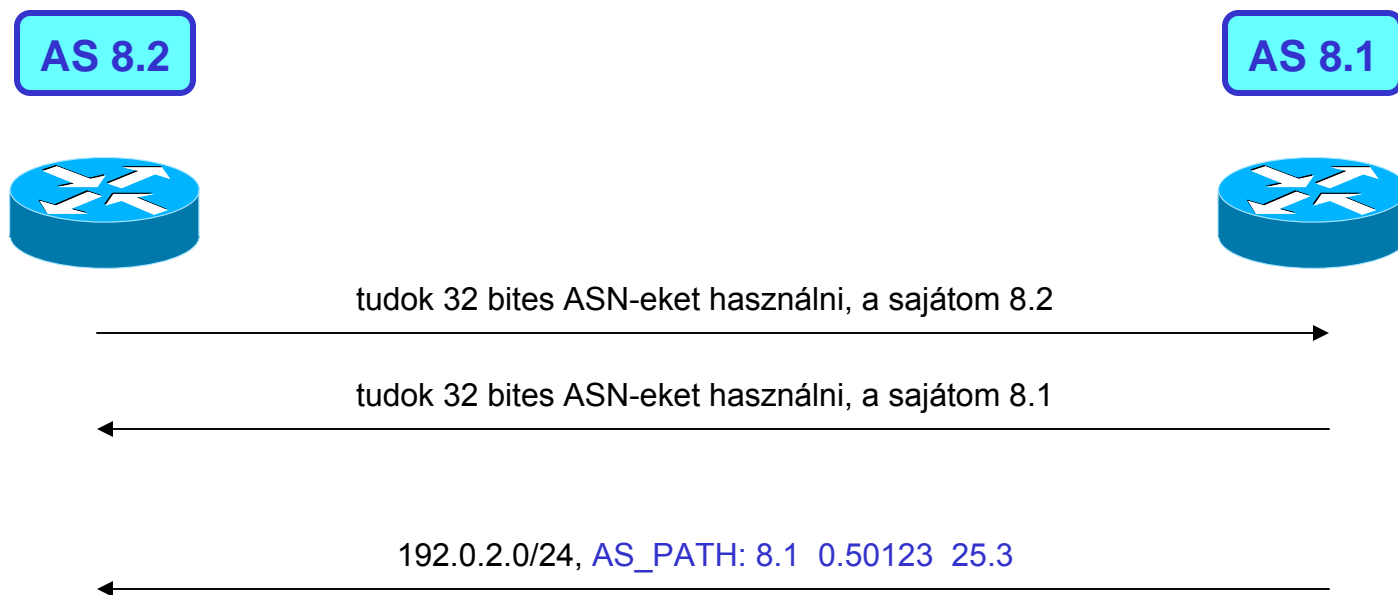 AS 8.2
AS 8.1
tudok 32 bites ASN-eket használni, a sajátom 8.2
tudok 32 bites ASN-eket használni, a sajátom 8.1
192.0.2.0/24, AS_PATH: 8.1 0.50123 25.3